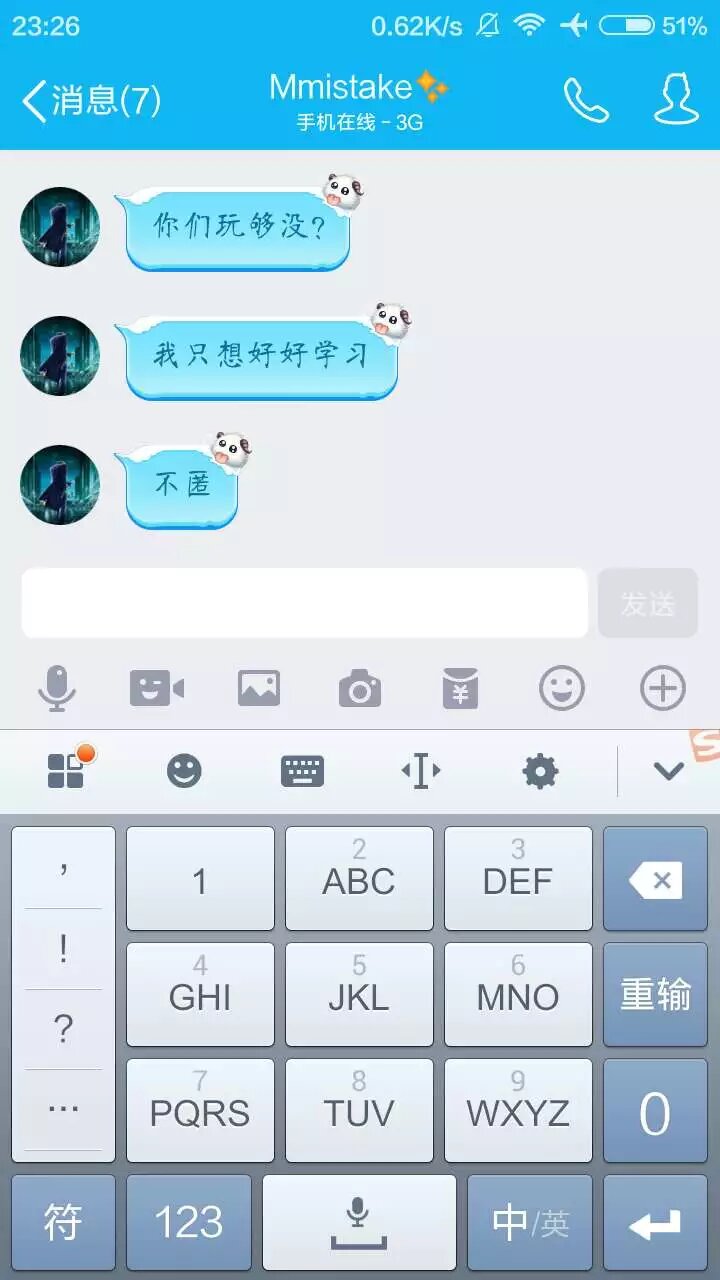 23:26 0.62K/s 51%
消息(7) Mmistake 
手机在线 - 3G
你们玩够没?
我只想好好学习
不匿
发送
,
!
?
...
1
2
ABC
3
DEF
4
GHI
5
JKL
6
MNO
重输
7
PQRS
8
TUV
9
WXYZ
0
符
123
中/英